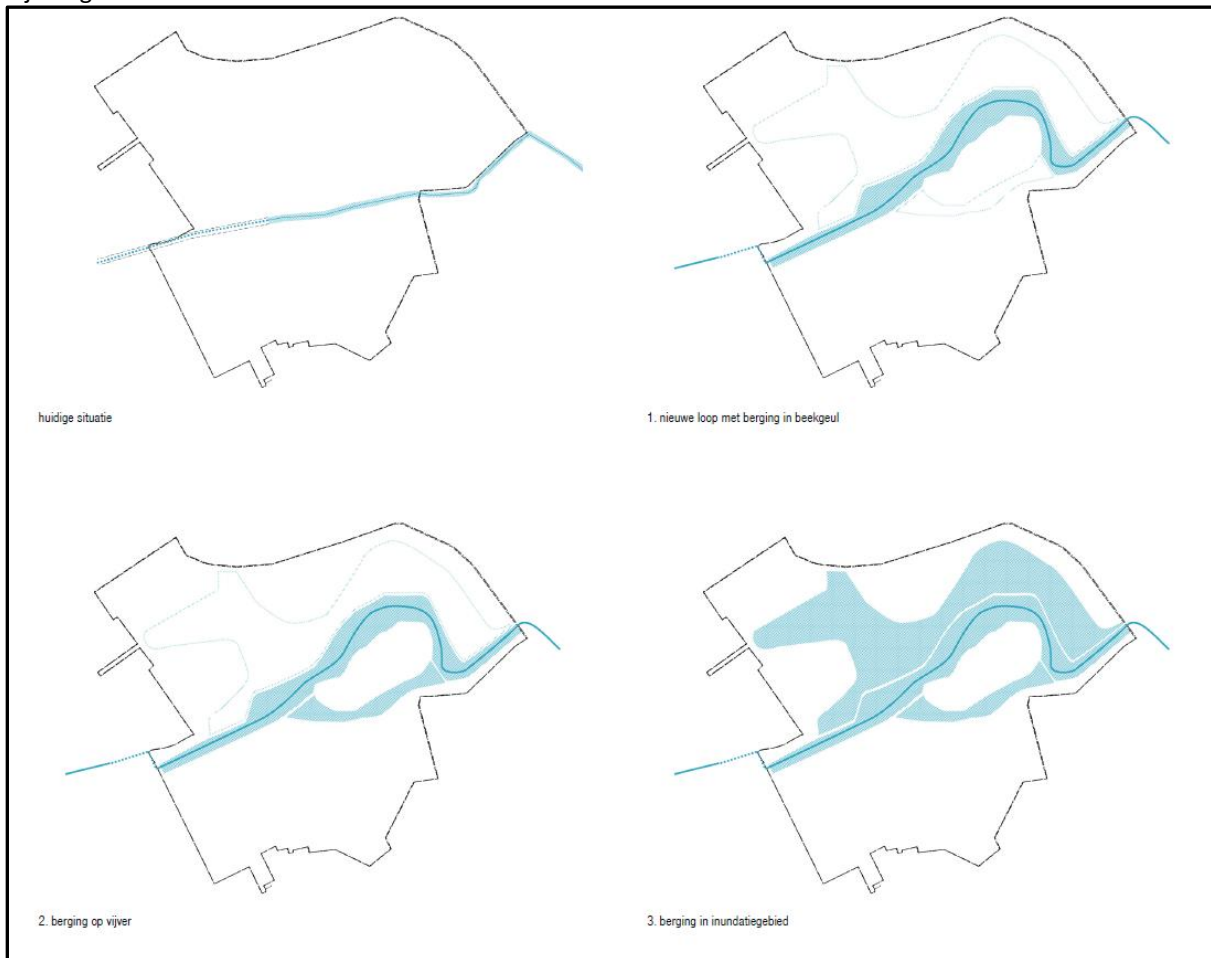 huidige situatie
1. nieuwe loop met berging in beekgeul
2. berging op vijver
3. berging in inundatiegebied